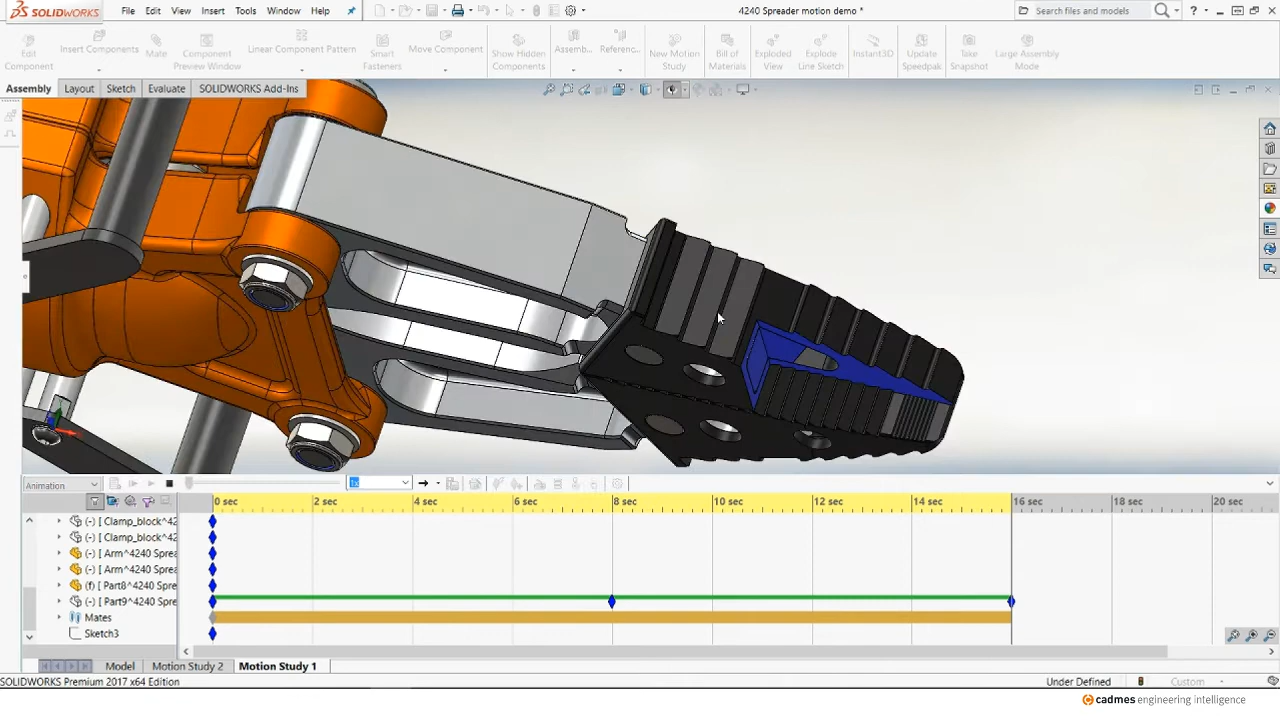 SOLIDWORKS File Edit View Insert Tools Window Help 4240 Spreader motion demo * Search files and models ?
Edit Component Insert Components Mate Component Preview Window Linear Component Pattern Smart Fasteners Move Component Show Hidden Components Assemb... Referenc... New Motion Study Bill of Materials Exploded View Explode Line Sketch Instant3D Update Speedpak Take Snapshot Large Assembly Mode
Assembly Layout Sketch Evaluate SOLIDWORKS Add-Ins
Animation 1x
0 sec 2 sec 4 sec 6 sec 8 sec 10 sec 12 sec 14 sec 16 sec 18 sec 20 sec
(-) [ Clamp_block^42
(-) [ Clamp_block^42
(-) [ Arm^4240 Sprea
(-) [ Arm^4240 Sprea
(f) [ Part8^4240 Spre
(-) [ Part9^4240 Spre
Mates
Sketch3
Model Motion Study 2 Motion Study 1
SOLIDWORKS Premium 2017 x64 Edition Under Defined Custom
cadmes engineering intelligence